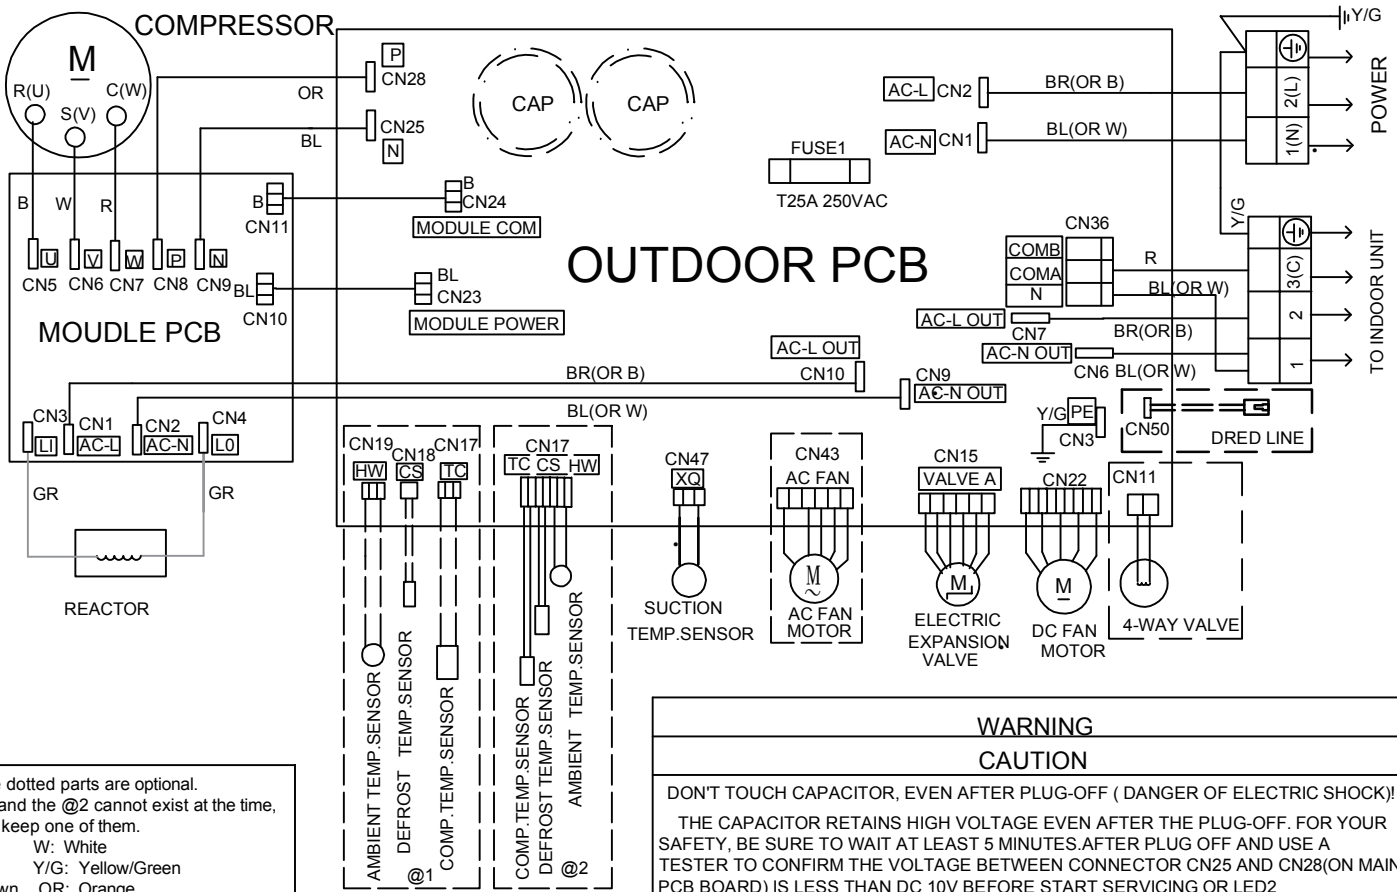 COMPRESSOR
M
R(U)
S(V)
C(W)
P
CN28
OR
CN25
BL
N
CAP
CAP
AC-L CN2
BR(OR B)
AC-N CN1
BL(OR W)
FUSE1
T25A 250VAC
Y/G
2(L)
1(N)
POWER
B
W
R
B
CN11
B
CN24
MODULE COM
U
V
W
P
N
CN5
CN6
CN7
CN8
CN9
BL
CN10
BL
CN23
MODULE POWER
MOUDLE PCB
OUTDOOR PCB
CN36
COMB
COMA
N
R
BL(OR W)
Y/G
3(C)
2
1
TO INDOOR UNIT
AC-L OUT
CN7
BR(OR B)
AC-N OUT
CN6
BL(OR W)
AC-L OUT
CN10
BR(OR B)
CN9
AC-N OUT
BL(OR W)
CN3
LI
CN1
AC-L
CN2
AC-N
CN4
L0
GR
GR
REACTOR
CN19
HW
CN18
CS
CN17
TC
AMBIENT TEMP.SENSOR
DEFROST TEMP.SENSOR
COMP.TEMP.SENSOR
@1
CN17
TC CS HW
COMP.TEMP.SENSOR
DEFROST TEMP.SENSOR
AMBIENT TEMP.SENSOR
@2
CN47
XQ
SUCTION
TEMP.SENSOR
CN43
AC FAN
M
~
AC FAN
MOTOR
CN15
VALVE A
M
ELECTRIC
EXPANSION
VALVE
Y/G
PE
CN3
CN22
M
DC FAN
MOTOR
CN50
DRED LINE
CN11
4-WAY VALVE
dotted parts are optional.
and the @2 cannot exist at the time,
keep one of them.
W: White
Y/G: Yellow/Green
OR: Orange
WARNING
CAUTION
DON'T TOUCH CAPACITOR, EVEN AFTER PLUG-OFF ( DANGER OF ELECTRIC SHOCK)!
THE CAPACITOR RETAINS HIGH VOLTAGE EVEN AFTER THE PLUG-OFF. FOR YOUR
SAFETY, BE SURE TO WAIT AT LEAST 5 MINUTES.AFTER PLUG OFF AND USE A
TESTER TO CONFIRM THE VOLTAGE BETWEEN CONNECTOR CN25 AND CN28(ON MAIN
PCB BOARD) IS LESS THAN DC 10V BEFORE START SERVICING OR LED2